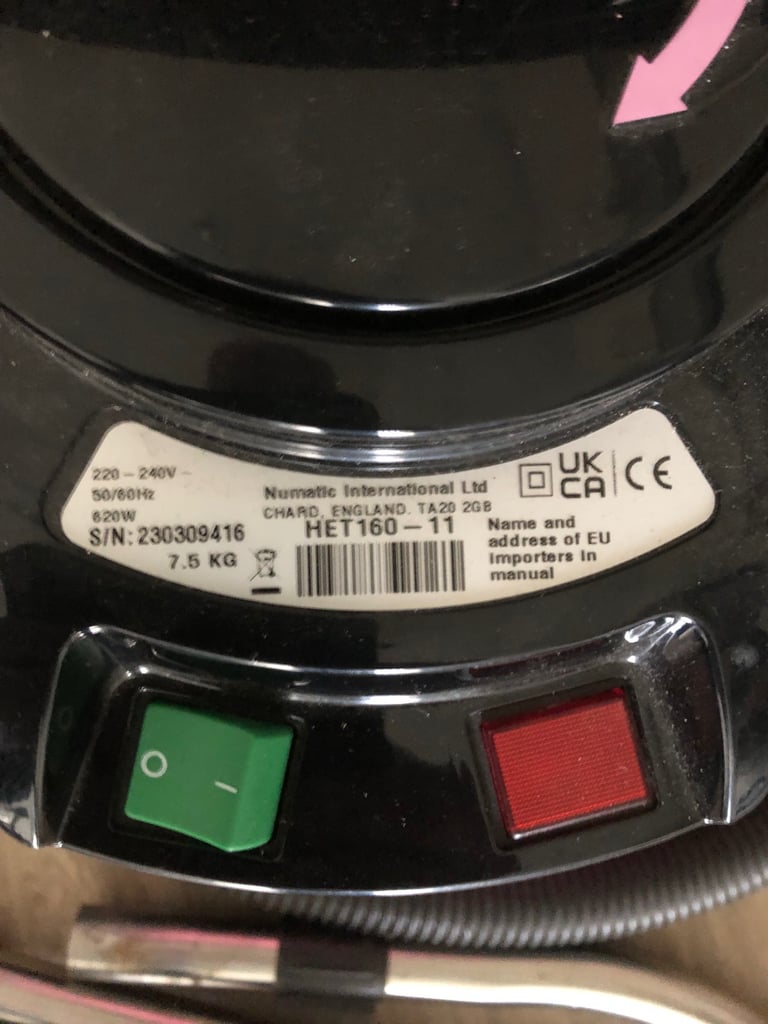 220 – 240V ~
50/60Hz
620W
S/N: 230309416
7.5 KG
Numatic International Ltd
CHARD, ENGLAND. TA20 2GB
HET160 – 11
UK
CA
CE
Name and
address of EU
importers in
manual
O
I